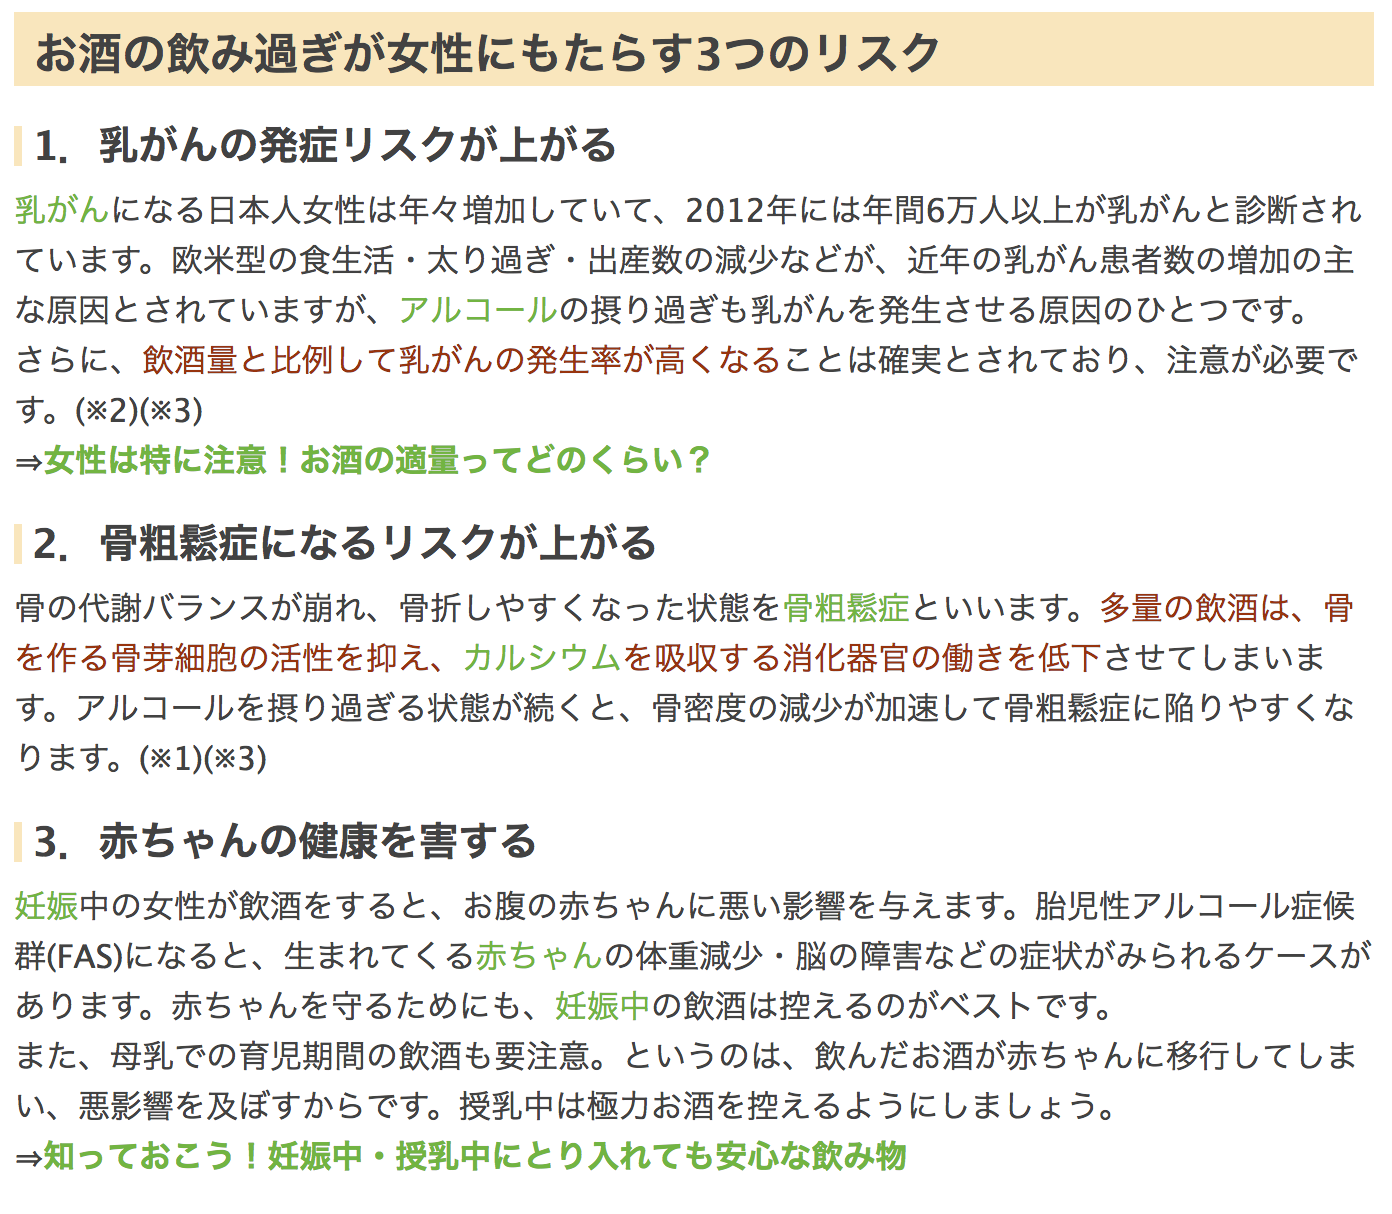 お酒の飲み過ぎが女性にもたらす3つのリスク
1．乳がんの発症リスクが上がる
乳がんになる日本人女性は年々増加していて、2012年には年間6万人以上が乳がんと診断され
ています。欧米型の食生活・太り過ぎ・出産数の減少などが、近年の乳がん患者数の増加の主
な原因とされていますが、アルコールの摂り過ぎも乳がんを発生させる原因のひとつです。
さらに、飲酒量と比例して乳がんの発生率が高くなることは確実とされており、注意が必要で
す。(※2)(※3)
⇒女性は特に注意！お酒の適量ってどのくらい？
2．骨粗鬆症になるリスクが上がる
骨の代謝バランスが崩れ、骨折しやすくなった状態を骨粗鬆症といいます。多量の飲酒は、骨
を作る骨芽細胞の活性を抑え、カルシウムを吸収する消化器官の働きを低下させてしまいま
す。アルコールを摂り過ぎる状態が続くと、骨密度の減少が加速して骨粗鬆症に陥りやすくな
ります。(※1)(※3)
3．赤ちゃんの健康を害する
妊娠中の女性が飲酒をすると、お腹の赤ちゃんに悪い影響を与えます。胎児性アルコール症候
群(FAS)になると、生まれてくる赤ちゃんの体重減少・脳の障害などの症状がみられるケースが
あります。赤ちゃんを守るためにも、妊娠中の飲酒は控えるのがベストです。
また、母乳での育児期間の飲酒も要注意。というのは、飲んだお酒が赤ちゃんに移行してしま
い、悪影響を及ぼすからです。授乳中は極力お酒を控えるようにしましょう。
⇒知っておこう！妊娠中・授乳中にとり入れても安心な飲み物